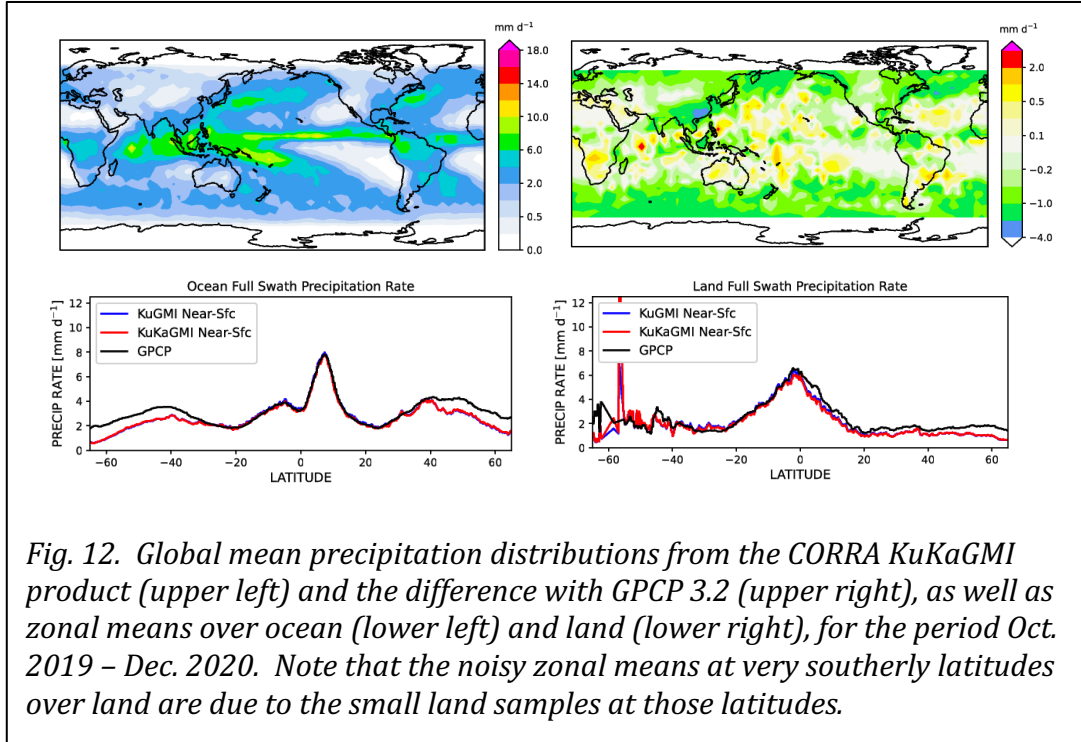 mm d⁻¹
18.0
14.0
10.0
6.0
2.0
0.5
0.0
mm d⁻¹
2.0
0.5
0.1
−0.2
−1.0
−4.0
Ocean Full Swath Precipitation Rate
KuGMI Near-Sfc
KuKaGMI Near-Sfc
GPCP
PRECIP RATE [mm d⁻¹]
12
10
8
6
4
2
0
−60 −40 −20 0 20 40 60
LATITUDE
Land Full Swath Precipitation Rate
KuGMI Near-Sfc
KuKaGMI Near-Sfc
GPCP
PRECIP RATE [mm d⁻¹]
12
10
8
6
4
2
0
−60 −40 −20 0 20 40 60
LATITUDE
Fig. 12. Global mean precipitation distributions from the CORRA KuKaGMI
product (upper left) and the difference with GPCP 3.2 (upper right), as well as
zonal means over ocean (lower left) and land (lower right), for the period Oct.
2019 – Dec. 2020. Note that the noisy zonal means at very southerly latitudes
over land are due to the small land samples at those latitudes.